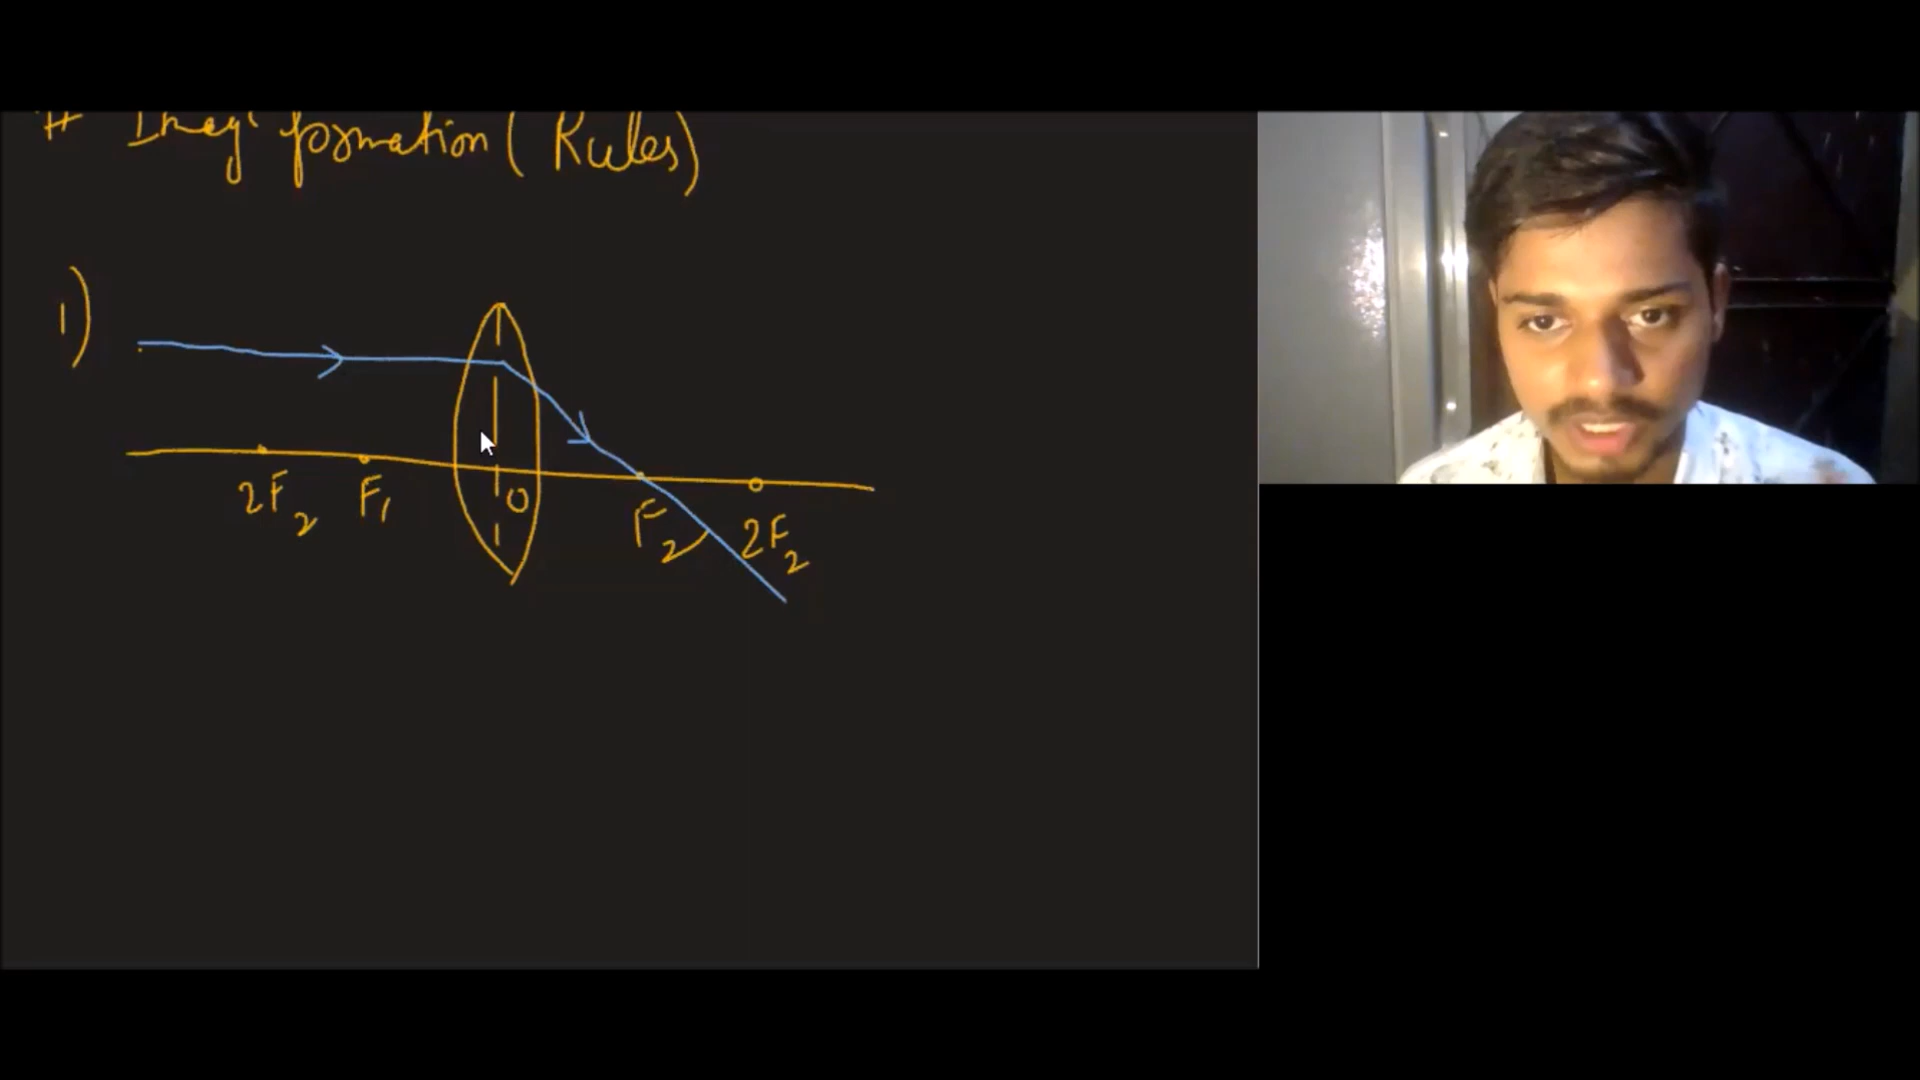 # Image formation (Rules)
1)
2F₂ F₁ O F₂ 2F₂